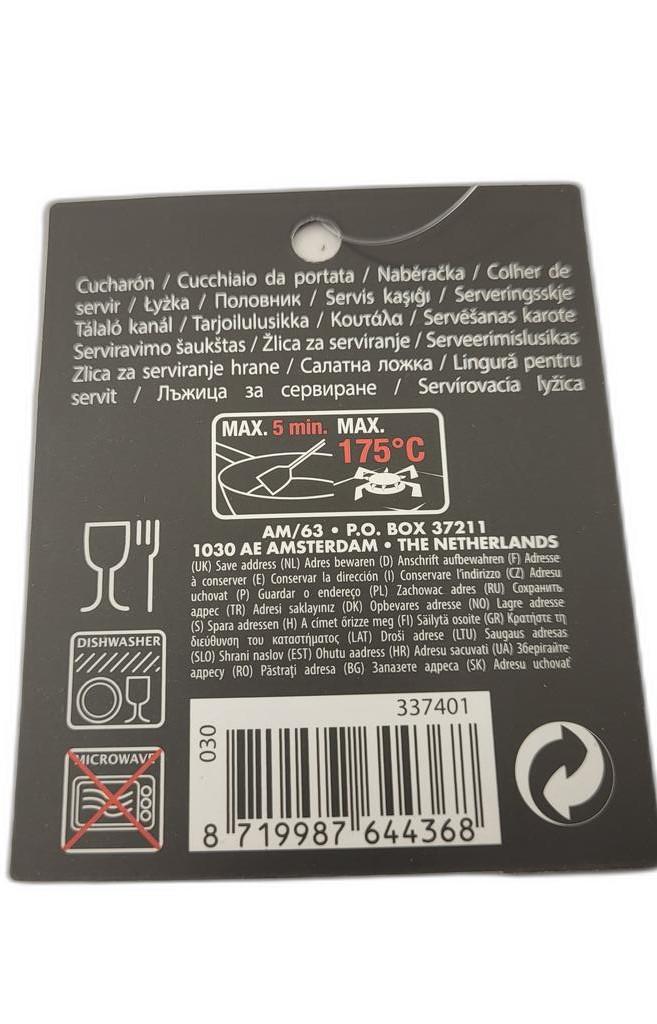 Cucharón / Cucchiaio da portata / Naběračka / Colher de
servir / Łyżka / Половник / Servis kaşığı / Serveringsskje
Tálaló kanál / Tarjoilulusikka / Κουτάλα / Servēšanas karote
Serviravimo šaukštas / Žlica za serviranje / Serveerimislusikas
Zlica za serviranje hrane / Салатна ложка / Lingură pentru
servit / Лъжица за сервиране / Servírovacía lyžica
MAX. 5 min. MAX.
175°C
AM/63 • P.O. BOX 37211
1030 AE AMSTERDAM • THE NETHERLANDS
(UK) Save address (NL) Adres bewaren (D) Anschrift aufbewahren (F) Adresse
à conserver (E) Conservar la dirección (I) Conservare l'indirizzo (CZ) Adresu
uchovat (P) Guardar o endereço (PL) Zachowac adres (RU) Сохранить
адрес (TR) Adresi saklayiniz (DK) Opbevares adresse (NO) Lagre adresse
(S) Spara adressen (H) A címet őrizze meg (FI) Säilytä osoite (GR) Κρατήστε τη
διεύθυνση του καταστήματος (LAT) Droši adrese (LTU) Saugaus adresas
(SLO) Shrani naslov (EST) Ohutu aadress (HR) Adresu sacuvati (UA) Зберігайте
адресу (RO) Păstrați adresa (BG) Запазете адреса (SK) Adresu uchovať
DISHWASHER
MICROWAVE
337401
030
8 719987 644368